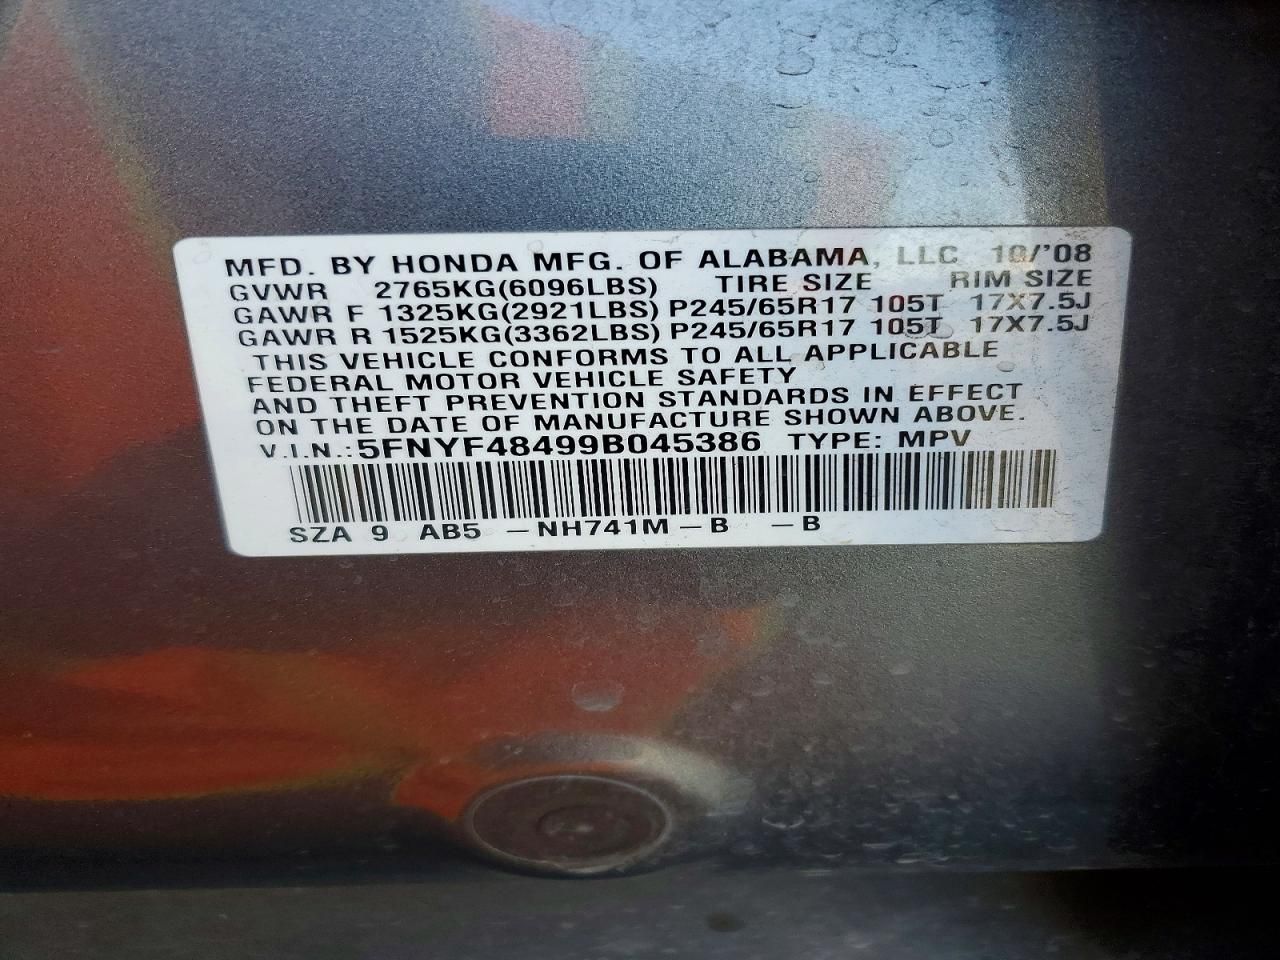 MFD. BY HONDA MFG. OF ALABAMA, LLC 10/'08
GVWR 2765KG(6096LBS) TIRE SIZE RIM SIZE
GAWR F 1325KG(2921LBS) P245/65R17 105T 17X7.5J
GAWR R 1525KG(3362LBS) P245/65R17 105T 17X7.5J
THIS VEHICLE CONFORMS TO ALL APPLICABLE
FEDERAL MOTOR VEHICLE SAFETY
AND THEFT PREVENTION STANDARDS IN EFFECT
ON THE DATE OF MANUFACTURE SHOWN ABOVE.
V.I.N.: 5FNYF48499B045386 TYPE: MPV
SZA 9 AB5 -NH741M-B -B